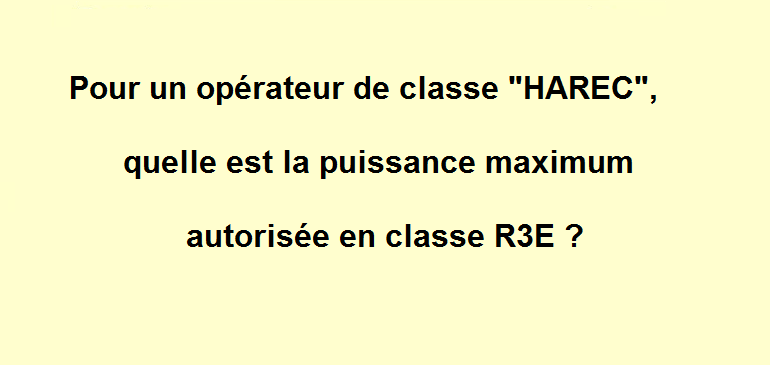 Pour un opérateur de classe "HAREC",
quelle est la puissance maximum
autorisée en classe R3E ?